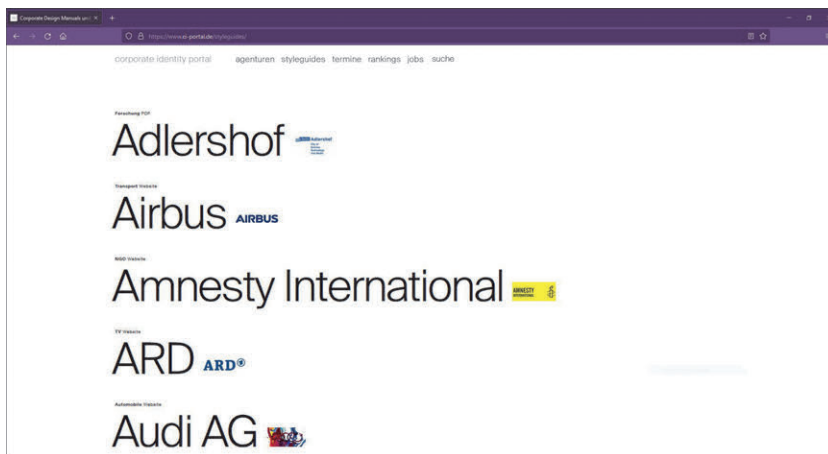 Corporate Design Manuals und
https://www.ci-portal.de/styleguides/
corporate identity portal agenturen styleguides termine rankings jobs suche
Forschung PDF
Adlershof Adlershof
Transport Website
Airbus AIRBUS
NGO Website
Amnesty International AMNESTY INTERNATIONAL
TV Website
ARD ARD
Automobile Website
Audi AG